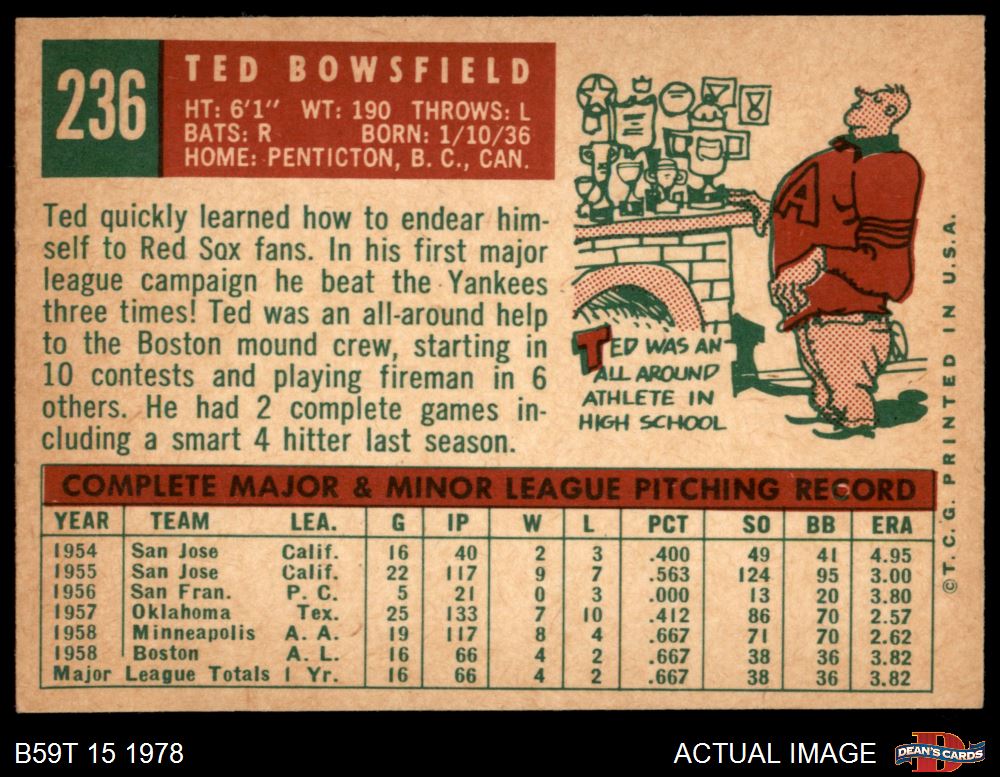 236
TED BOWSFIELD
HT: 6'1" WT: 190 THROWS: L
BATS: R BORN: 1/10/36
HOME: PENTICTON, B. C., CAN.
Ted quickly learned how to endear him-
self to Red Sox fans. In his first major
league campaign he beat the Yankees
three times! Ted was an all-around help
to the Boston mound crew, starting in
10 contests and playing fireman in 6
others. He had 2 complete games in-
cluding a smart 4 hitter last season.
A
TED WAS AN
ALL AROUND
ATHLETE IN
HIGH SCHOOL
COMPLETE MAJOR & MINOR LEAGUE PITCHING RECORD
YEAR TEAM LEA. G IP W L PCT SO BB ERA
1954 San Jose Calif. 16 40 2 3 .400 49 41 4.95
1955 San Jose Calif. 22 117 9 7 .563 124 95 3.00
1956 San Fran. P. C. 5 21 0 3 .000 13 20 3.80
1957 Oklahoma Tex. 25 133 7 10 .412 86 70 2.57
1958 Minneapolis A. A. 19 117 8 4 .667 71 70 2.62
1958 Boston A. L. 16 66 4 2 .667 38 36 3.82
Major League Totals 1 Yr. 16 66 4 2 .667 38 36 3.82
©T. C. G. PRINTED IN U.S.A.
B59T 15 1978
ACTUAL IMAGE
D
DEAN'S CARDS